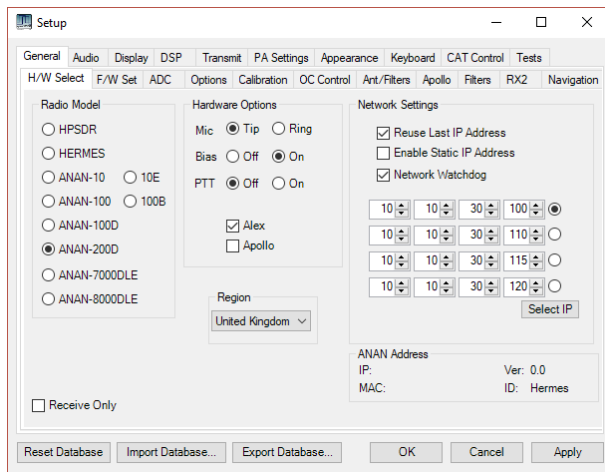 Setup
General Audio Display DSP Transmit PA Settings Appearance Keyboard CAT Control Tests
H/W Select F/W Set ADC Options Calibration OC Control Ant/Filters Apollo Filters RX2 Navigation
Radio Model
HPSDR
HERMES
ANAN-10 10E
ANAN-100 100B
ANAN-100D
ANAN-200D
ANAN-7000DLE
ANAN-8000DLE
Hardware Options
Mic Tip Ring
Bias Off On
PTT Off On
Alex
Apollo
Region
United Kingdom
Network Settings
Reuse Last IP Address
Enable Static IP Address
Network Watchdog
10 10 30 100
10 10 30 110
10 10 30 115
10 10 30 120
Select IP
ANAN Address
IP: Ver: 0.0
MAC: ID: Hermes
Receive Only
Reset Database Import Database... Export Database... OK Cancel Apply